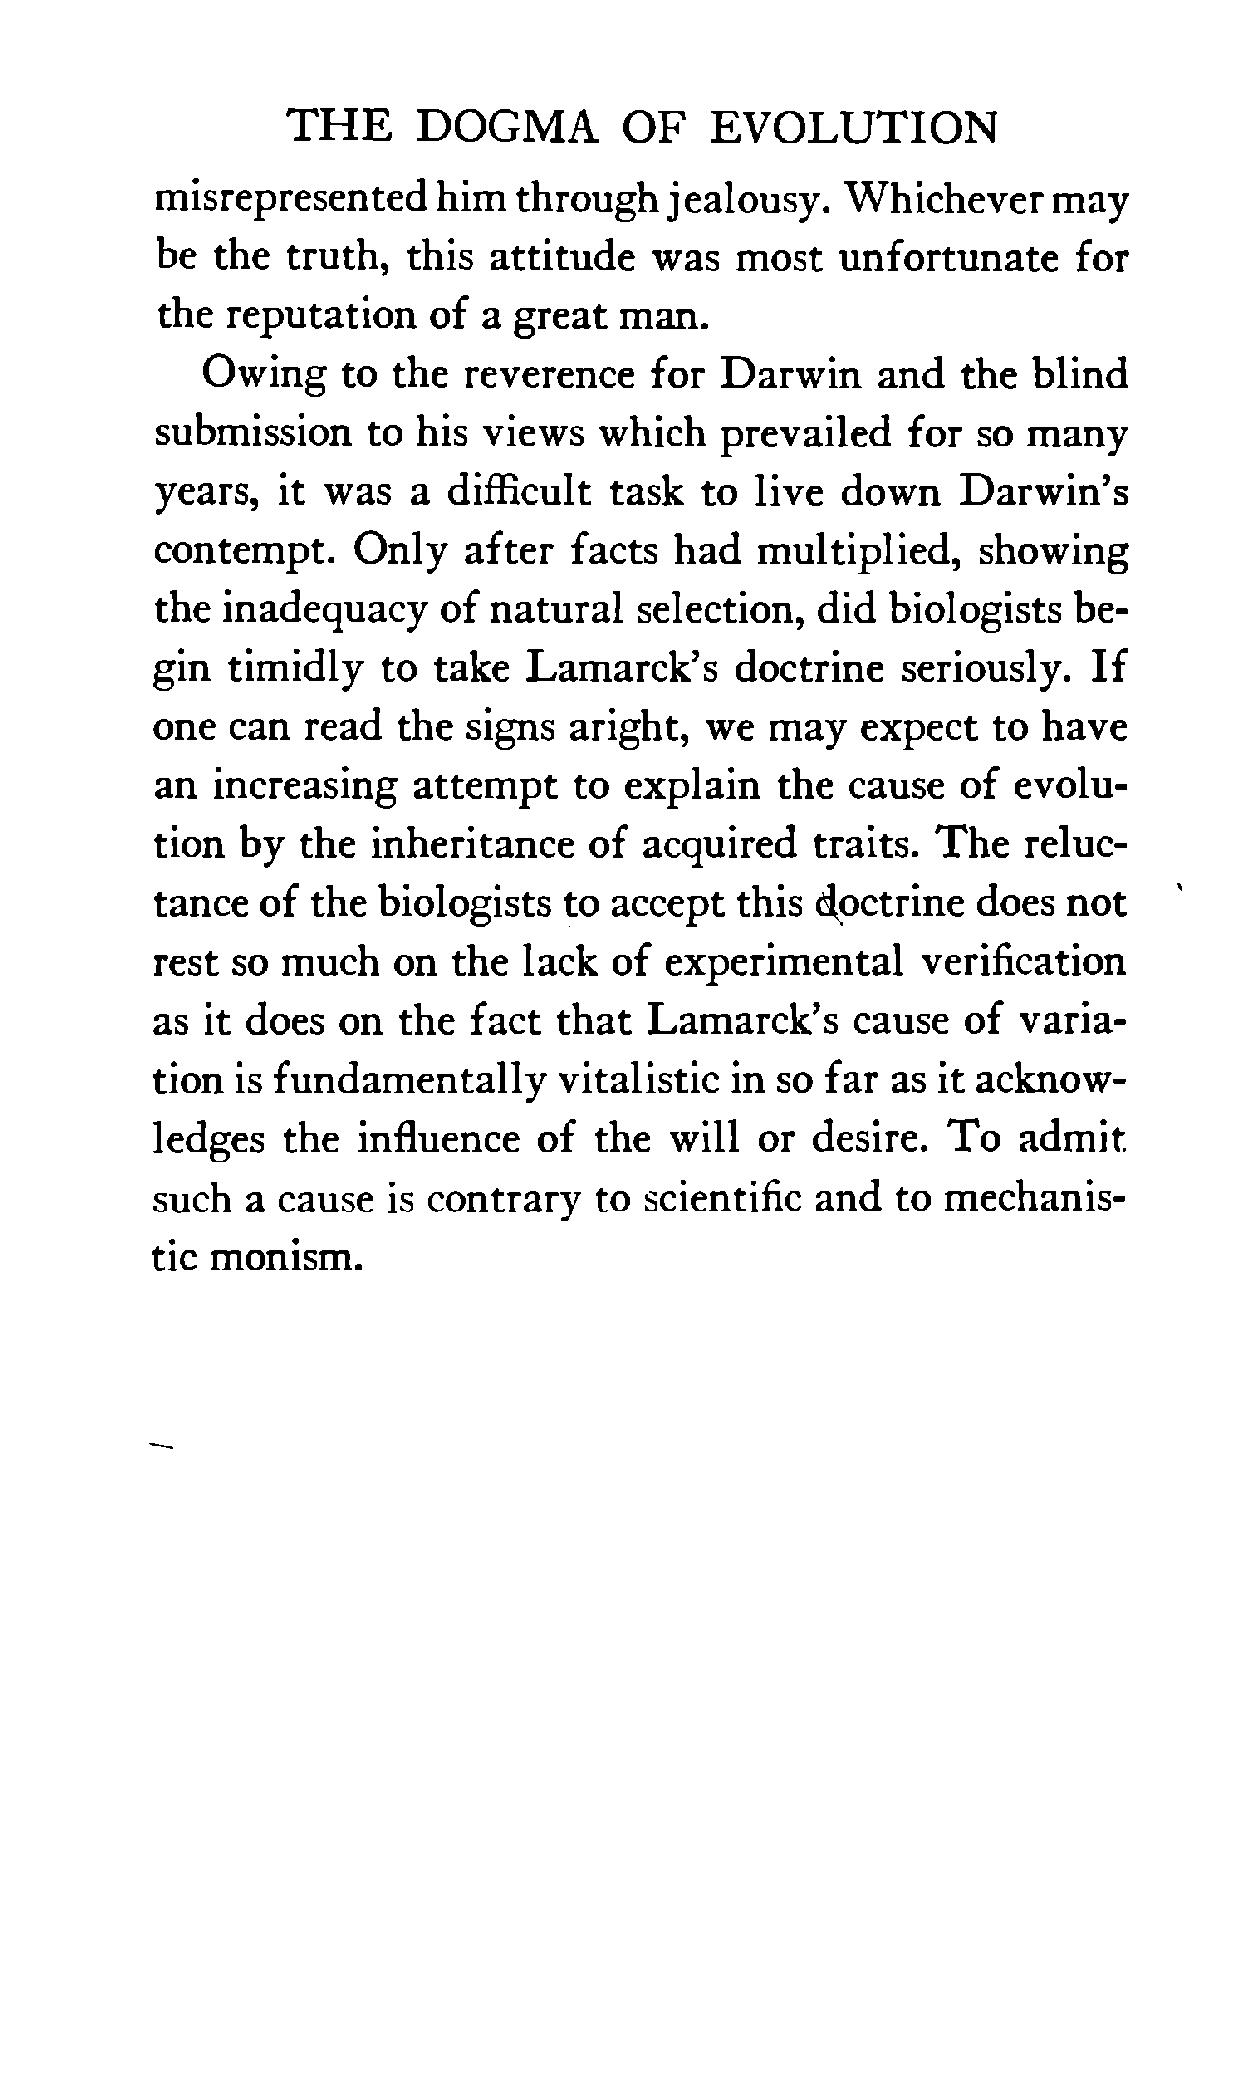 THE DOGMA OF EVOLUTION
misrepresented him through jealousy. Whichever may
be the truth, this attitude was most unfortunate for
the reputation of a great man.
Owing to the reverence for Darwin and the blind
submission to his views which prevailed for so many
years, it was a difficult task to live down Darwin's
contempt. Only after facts had multiplied, showing
the inadequacy of natural selection, did biologists be-
gin timidly to take Lamarck's doctrine seriously. If
one can read the signs aright, we may expect to have
an increasing attempt to explain the cause of evolu-
tion by the inheritance of acquired traits. The reluc-
tance of the biologists to accept this doctrine does not
rest so much on the lack of experimental verification
as it does on the fact that Lamarck's cause of varia-
tion is fundamentally vitalistic in so far as it acknow-
ledges the influence of the will or desire. To admit
such a cause is contrary to scientific and to mechanis-
tic monism.